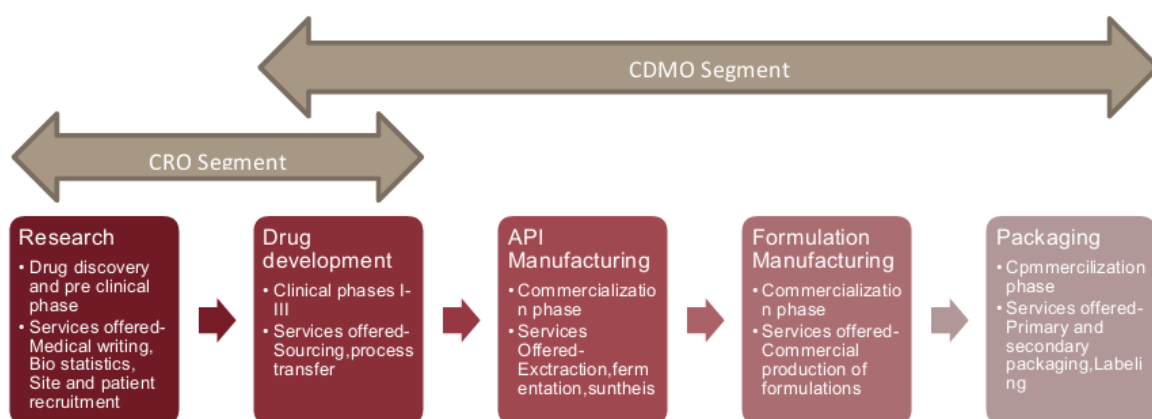 CDMO Segment
CRO Segment
Research
• Drug discovery
and pre clinical
phase
• Services offered-
Medical writing,
Bio statistics,
Site and patient
recruitment
Drug
development
• Clinical phases I-
III
• Services offered-
Sourcing,process
transfer
API
Manufacturing
• Commercializatio
n phase
• Services
Offered-
Exctraction,ferm
entation,suntheis
Formulation
Manufacturing
• Commercializatio
n phase
• Services offered-
Commercial
production of
formulations
Packaging
• Cpmmercilization
phase
• Services offered-
Primary and
secondary
packaging,Labeli
ng